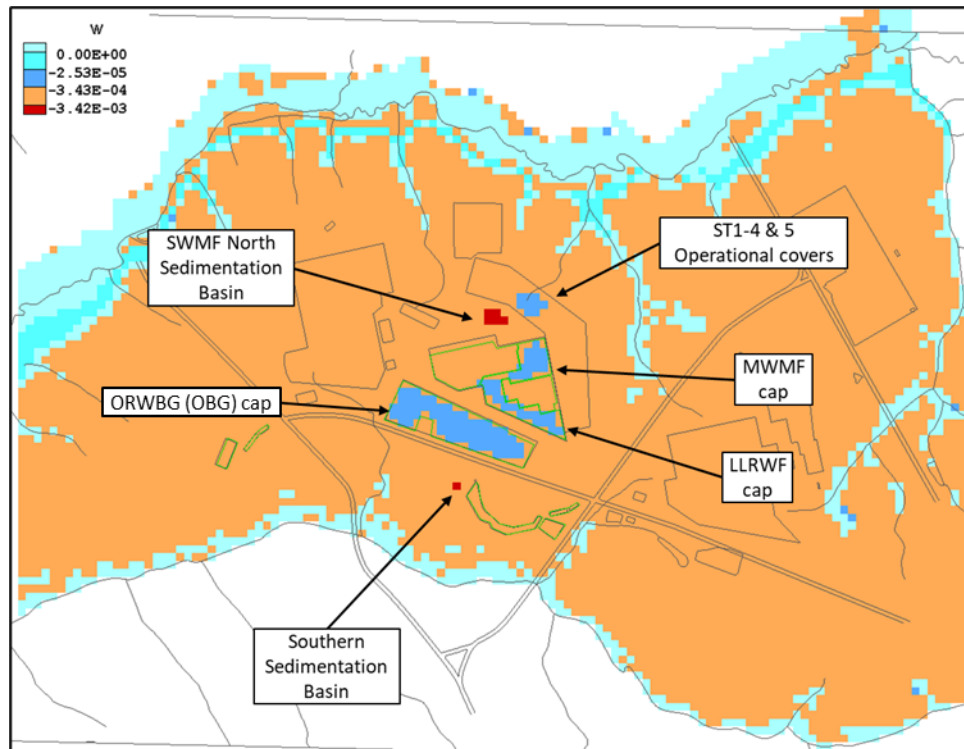 W
0.00E+00
-2.53E-05
-3.43E-04
-3.42E-03
SWMF North
Sedimentation
Basin
ST1-4 & 5
Operational covers
ORWBG (OBG) cap
MWMF
cap
LLRWF
cap
Southern
Sedimentation
Basin